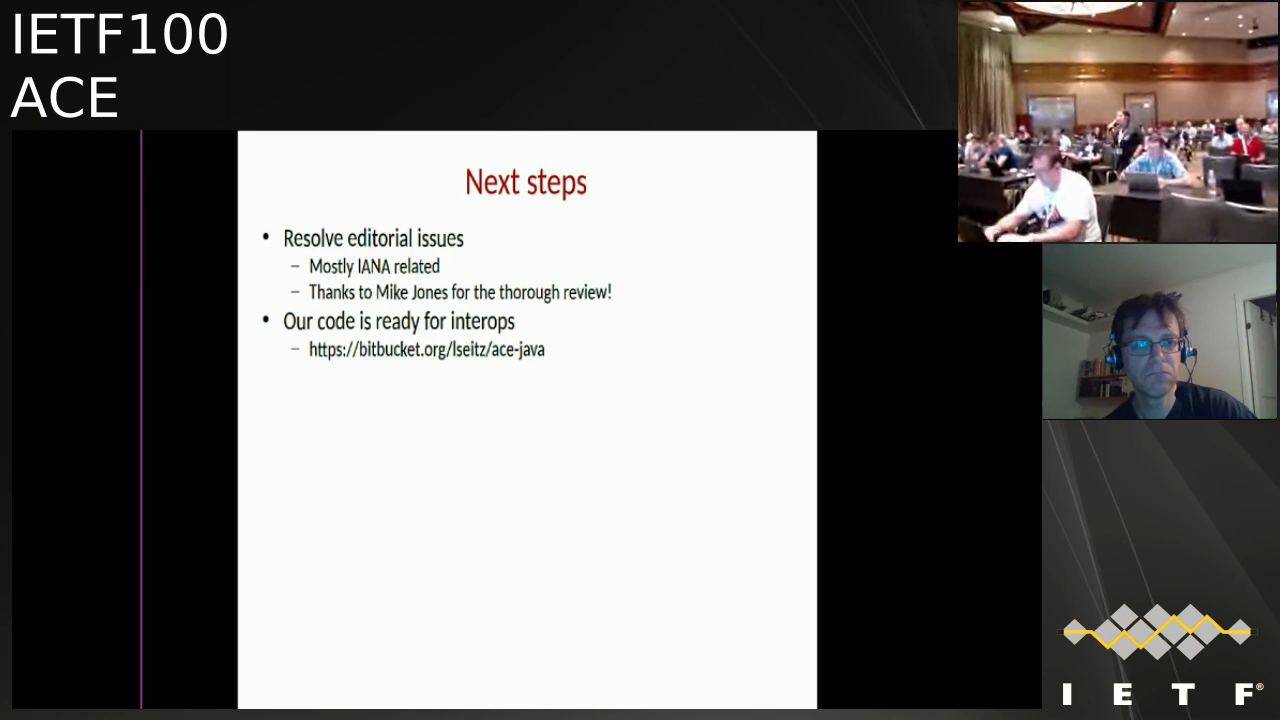 IETF100
ACE
Next steps
• Resolve editorial issues
– Mostly IANA related
– Thanks to Mike Jones for the thorough review!
• Our code is ready for interops
– https://bitbucket.org/lseitz/ace-java
I E T F®